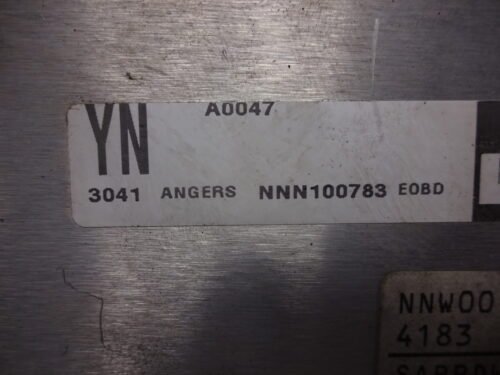 A0047
YN
3041 ANGERS NNN100783 EOBD
NNW00
4183